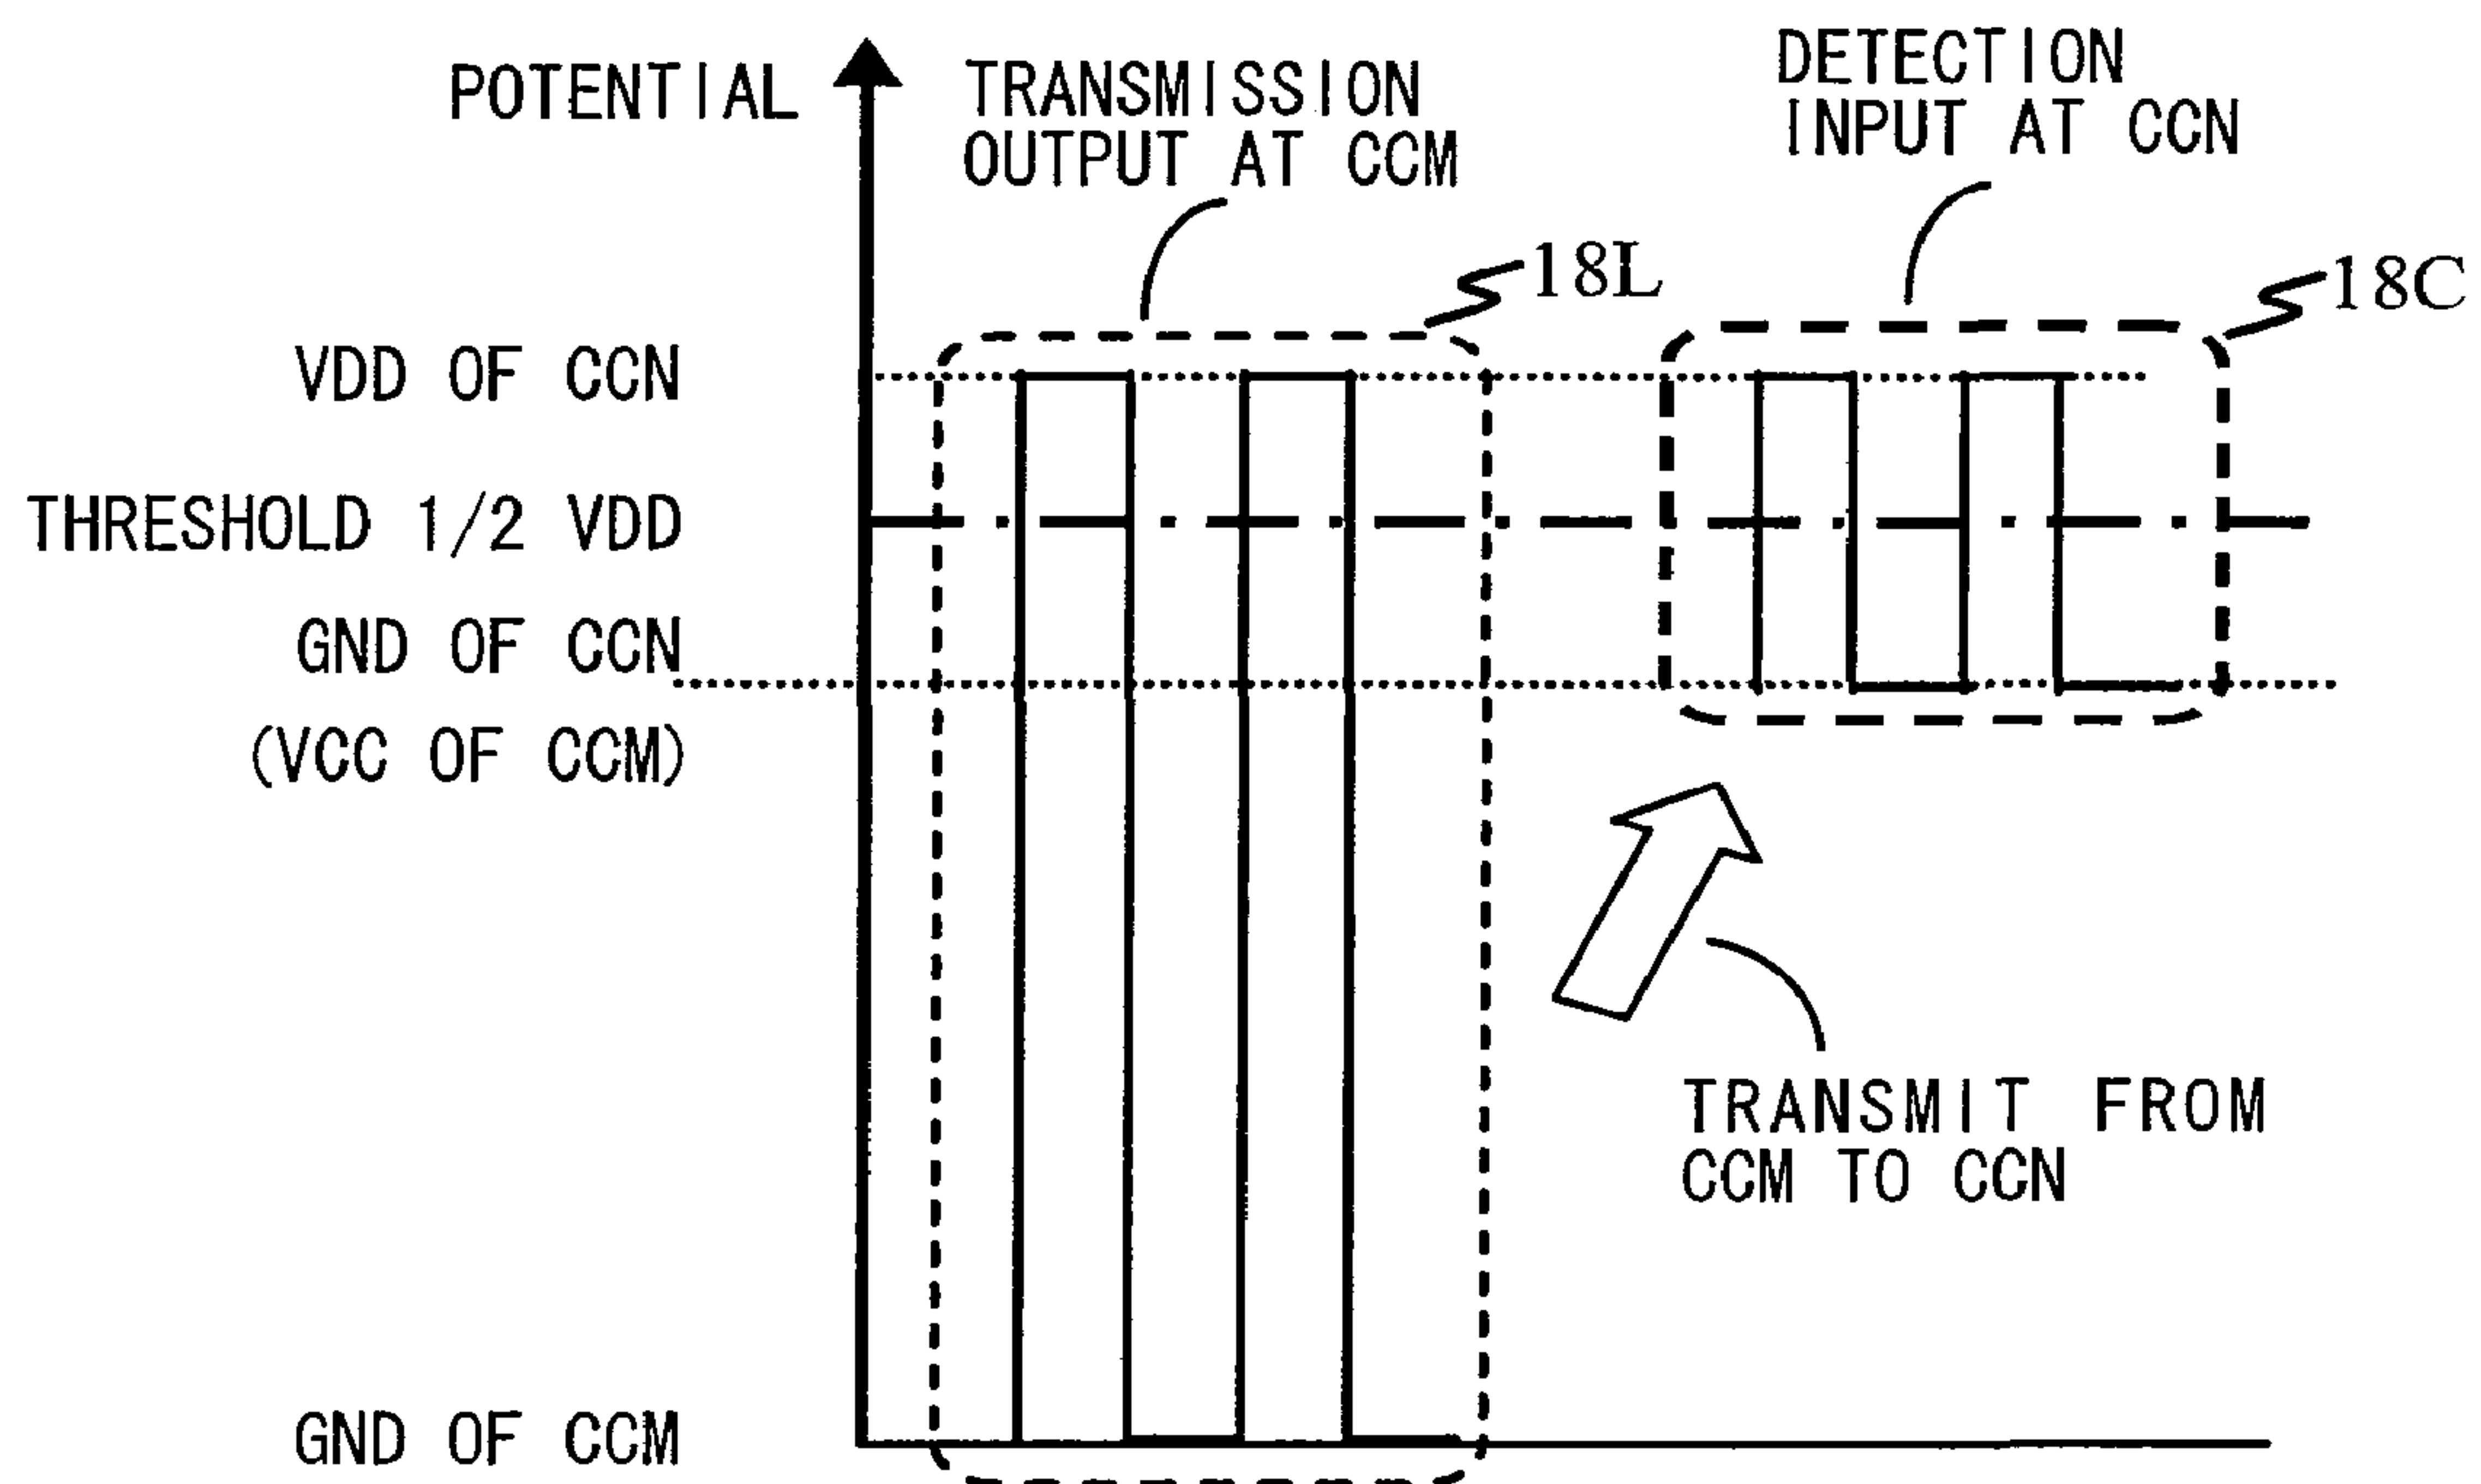 POTENTIAL
TRANSMISSION
OUTPUT AT CCM
DETECTION
INPUT AT CCN
18L
18C
VDD OF CCN
THRESHOLD 1/2 VDD
GND OF CCN
(VCC OF CCM)
TRANSMIT FROM
CCM TO CCN
GND OF CCM